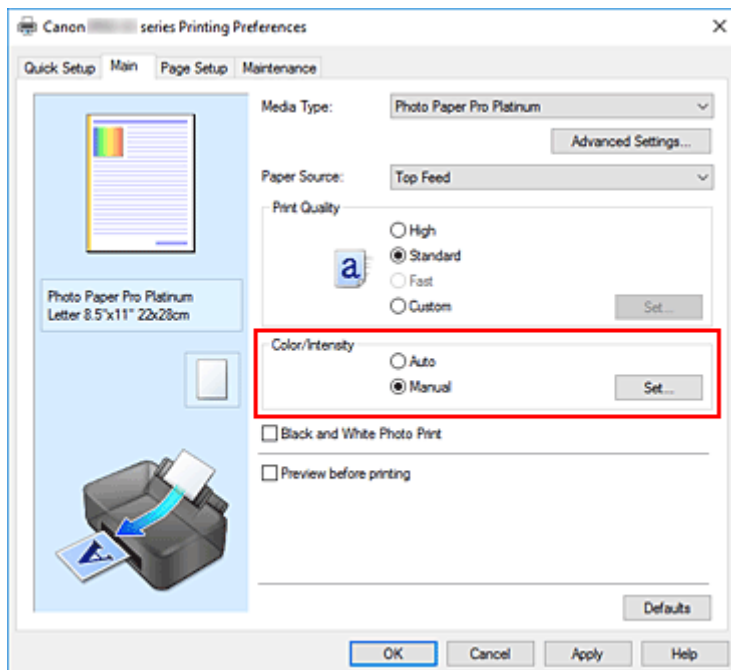 Canon series Printing Preferences
Quick Setup Main Page Setup Maintenance
Media Type: Photo Paper Pro Platinum
Advanced Settings...
Paper Source: Top Feed
Print Quality
High
a Standard
Fast
Custom Set...
Photo Paper Pro Platinum
Letter 8.5"x11" 22x28cm
Color/Intensity
Auto
Manual Set...
Black and White Photo Print
Preview before printing
A
Defaults
OK Cancel Apply Help